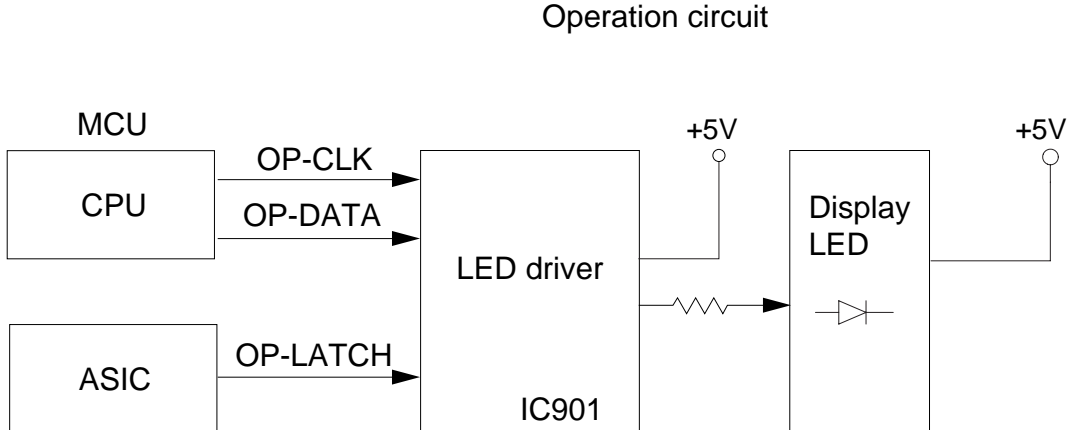 Operation circuit
MCU
CPU
OP-CLK
OP-DATA
ASIC
OP-LATCH
LED driver
IC901
+5V
Display
LED
+5V